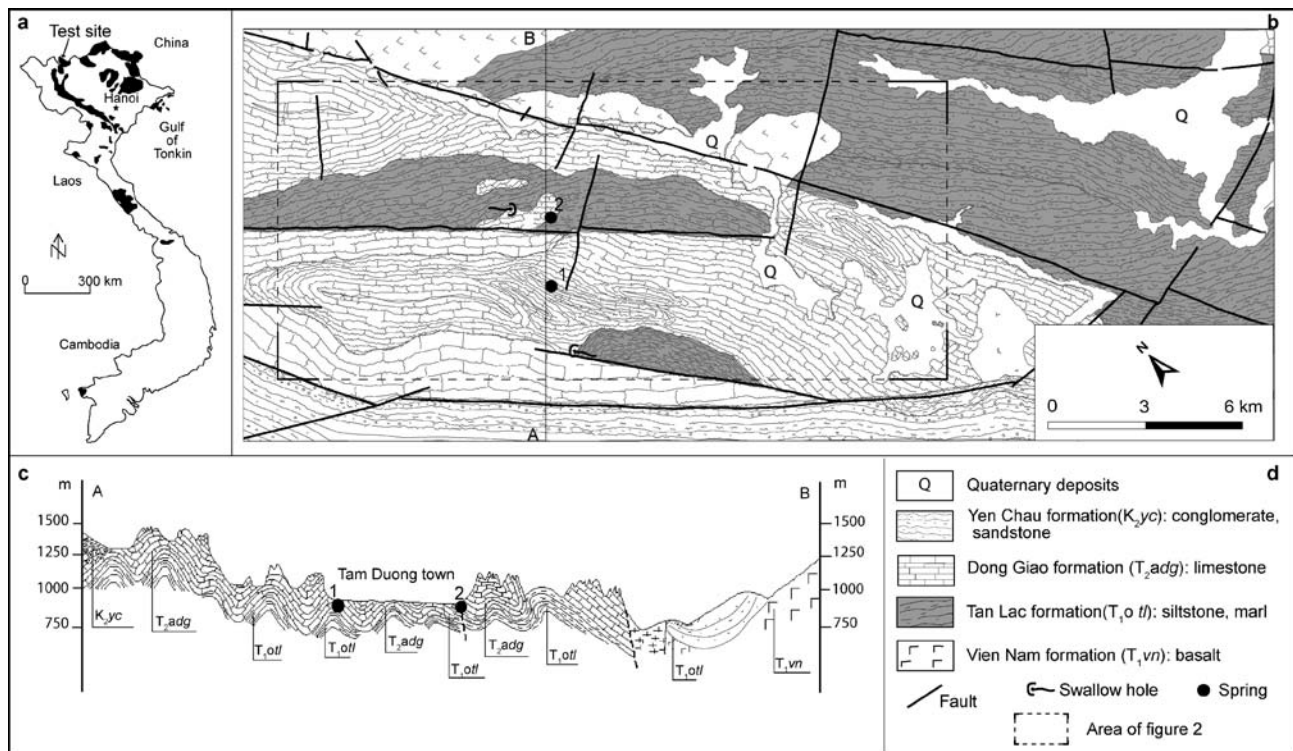 a
Test site
China
Hanoi
Gulf
of
Tonkin
Laos
N
0 300 km
Cambodia
b
B
Q
Q
2
1
Q
Q
A
N
0 3 6 km
c
m A B m
1500 1500
1250 1250
1000 1000
750 750
Tam Duong town
1 2
K2yc
T2adg
T1otl
T1otl
T2adg
T1otl
T2adg
T1otl
T1otl
T1vn
d
Q Quaternary deposits
Yen Chau formation(K2yc): conglomerate,
sandstone
Dong Giao formation (T2adg): limestone
Tan Lac formation(T1o tl): siltstone, marl
Vien Nam formation (T1vn): basalt
Fault Swallow hole Spring
Area of figure 2